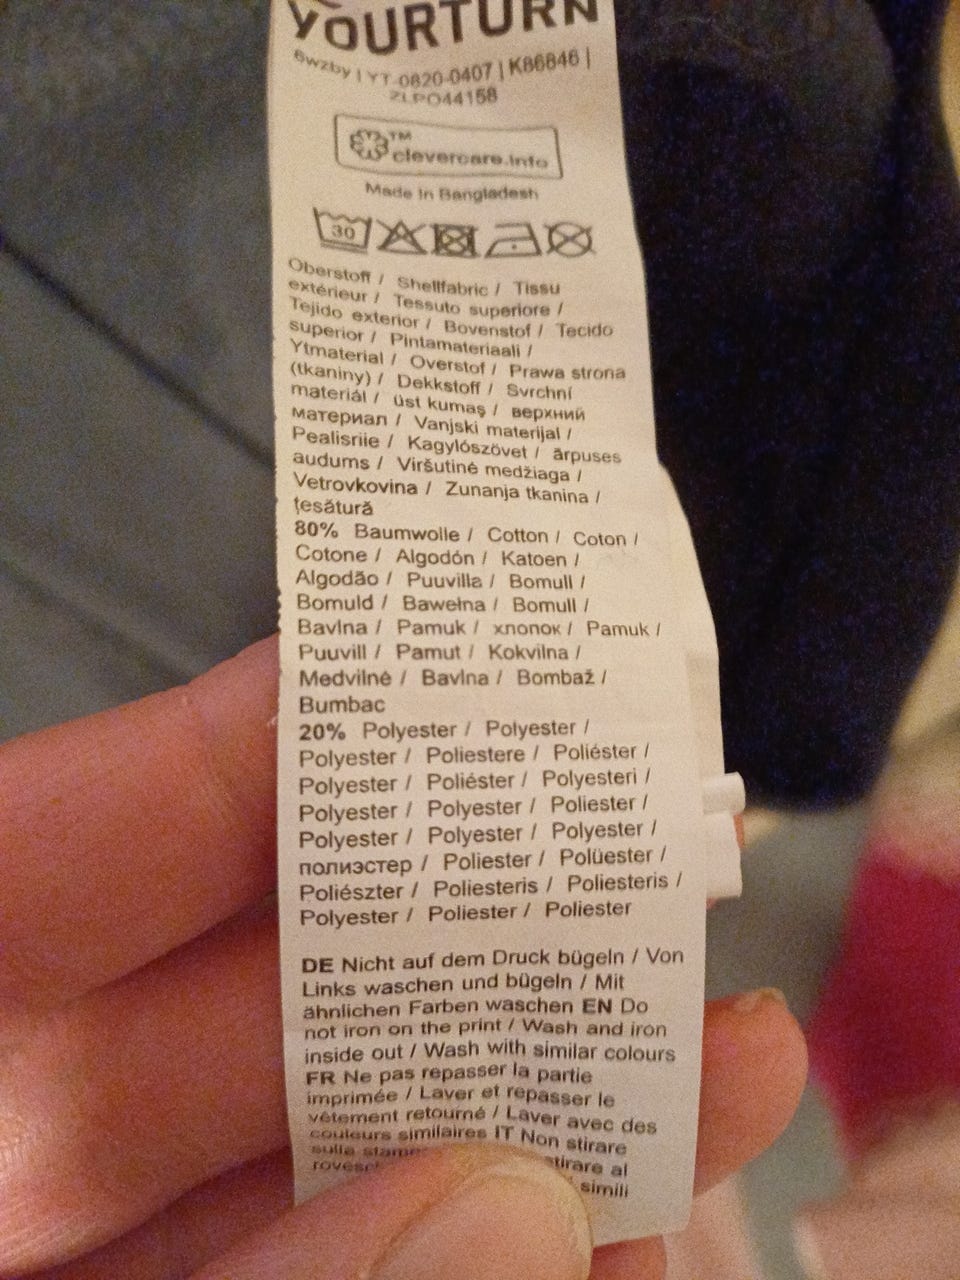 YOURTURN
6wzby | YT-0820-0407 | K86846 |
ZLPO44158
TM
clevercare.info
Made In Bangladesh
30
Oberstoff / Shellfabric / Tissu
extérieur / Tessuto superiore /
Tejido exterior / Bovenstof / Tecido
superior / Pintamateriaali /
Ytmaterial / Overstof / Prawa strona
(tkaniny) / Dekkstoff / Svrchní
materiál / üst kumaş / верхний
материал / Vanjski materijal /
Pealisriie / Kagylószövet / ārpuses
audums / Viršutinė medžiaga /
Vetrovkovina / Zunanja tkanina /
țesătură
80% Baumwolle / Cotton / Coton /
Cotone / Algodón / Katoen /
Algodão / Puuvilla / Bomull /
Bomuld / Bawełna / Bomull /
Bavlna / Pamuk / хлопок / Pamuk /
Puuvill / Pamut / Kokvilna /
Medvilnė / Bavlna / Bombaž /
Bumbac
20% Polyester / Polyester /
Polyester / Poliestere / Poliéster /
Polyester / Poliéster / Polyesteri /
Polyester / Polyester / Poliester /
Polyester / Polyester / Polyester /
полиэстер / Poliester / Polüester /
Poliészter / Poliesteris / Poliesteris /
Polyester / Poliester / Poliester
DE Nicht auf dem Druck bügeln / Von
Links waschen und bügeln / Mit
ähnlichen Farben waschen EN Do
not iron on the print / Wash and iron
inside out / Wash with similar colours
FR Ne pas repasser la partie
imprimée / Laver et repasser le
vêtement retourné / Laver avec des
couleurs similaires IT Non stirare
sulla stirare al
simili